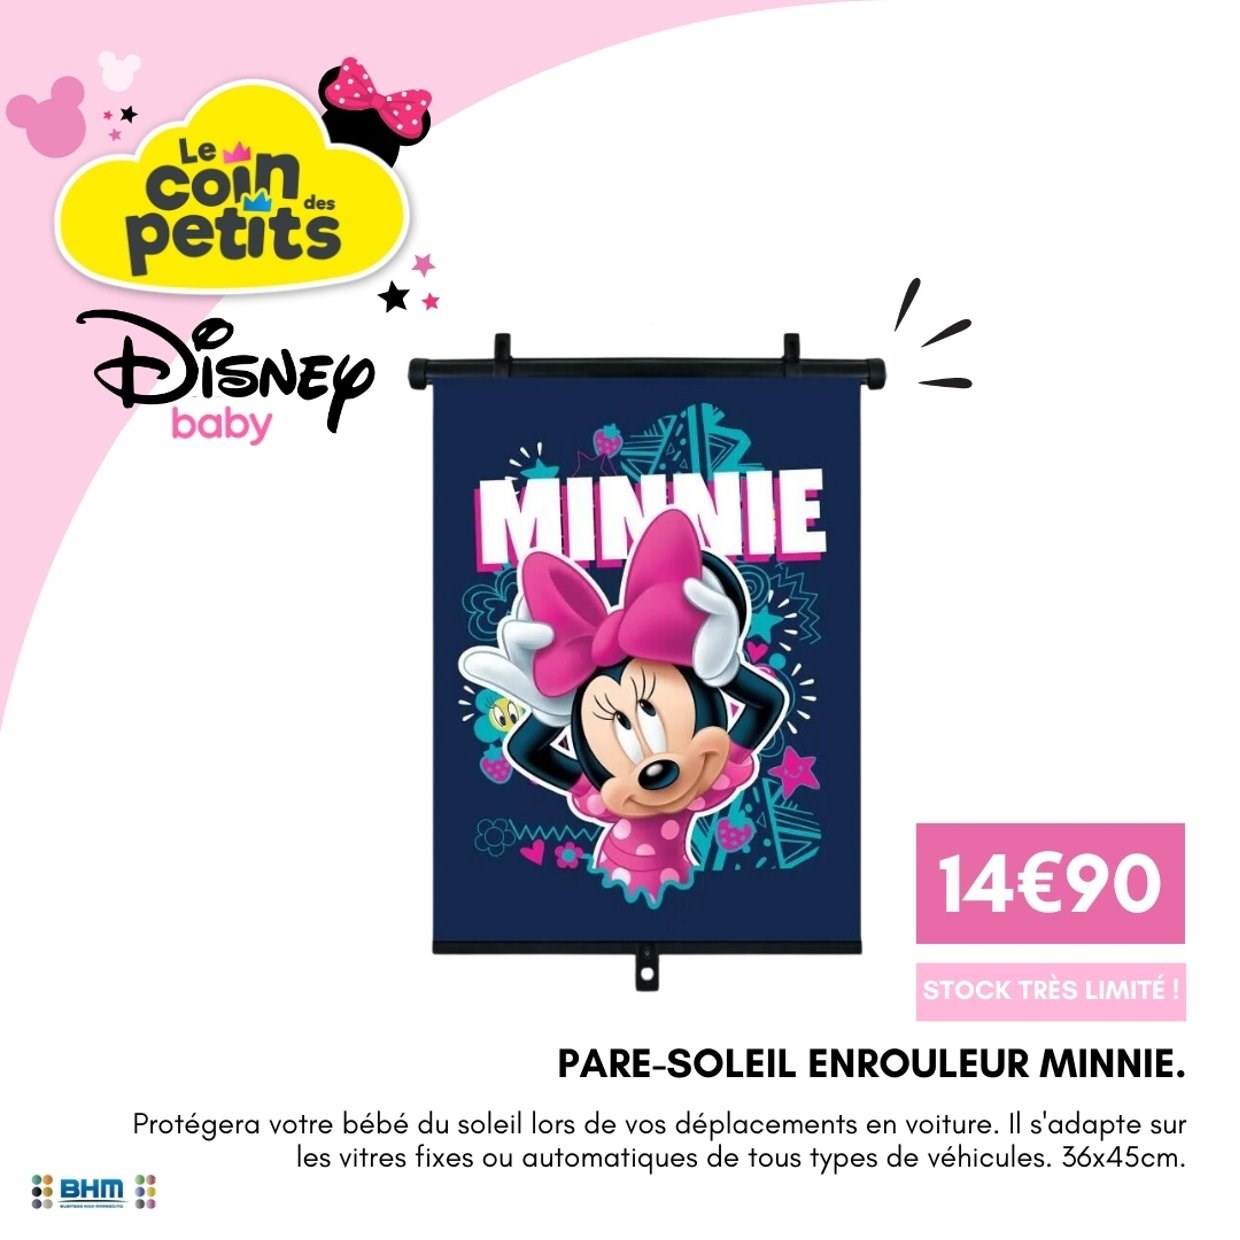 Le
coin
des
petits
Disney
baby
MINNIE
14€90
STOCK TRÈS LIMITÉ !
PARE-SOLEIL ENROULEUR MINNIE.
Protégera votre bébé du soleil lors de vos déplacements en voiture. Il s'adapte sur
les vitres fixes ou automatiques de tous types de véhicules. 36x45cm.
BHM